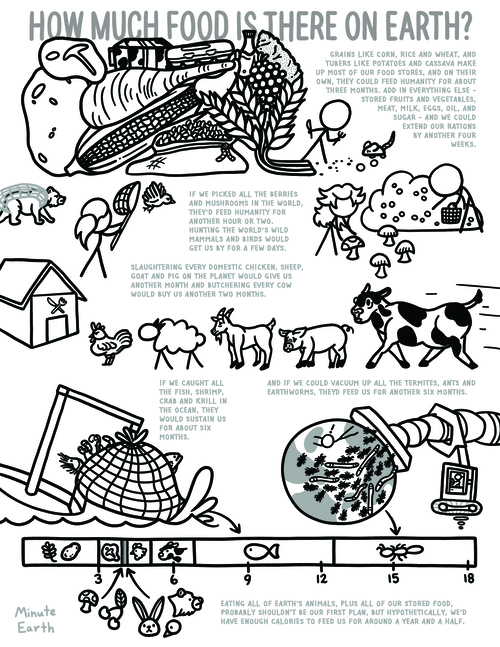 HOW MUCH FOOD IS THERE ON EARTH?
GRAINS LIKE CORN, RICE AND WHEAT, AND
TUBERS LIKE POTATOES AND CASSAVA MAKE
UP MOST OF OUR FOOD STORES, AND ON THEIR
OWN, THEY COULD FEED HUMANITY FOR ABOUT
THREE MONTHS. ADD IN EVERYTHING ELSE -
STORED FRUITS AND VEGETABLES,
MEAT, MILK, EGGS, OIL, AND
SUGAR - AND WE COULD
EXTEND OUR RATIONS
BY ANOTHER FOUR
WEEKS.
IF WE PICKED ALL THE BERRIES
AND MUSHROOMS IN THE WORLD,
THEY'D FEED HUMANITY FOR
ANOTHER HOUR OR TWO.
HUNTING THE WORLD'S WILD
MAMMALS AND BIRDS WOULD
GET US BY FOR A FEW DAYS.
SLAUGHTERING EVERY DOMESTIC CHICKEN, SHEEP,
GOAT AND PIG ON THE PLANET WOULD GIVE US
ANOTHER MONTH AND BUTCHERING EVERY COW
WOULD BUY US ANOTHER TWO MONTHS.
IF WE CAUGHT ALL
THE FISH, SHRIMP,
CRAB AND KRILL IN
THE OCEAN, THEY
WOULD SUSTAIN US
FOR ABOUT SIX
MONTHS.
AND IF WE COULD VACUUM UP ALL THE TERMITES, ANTS AND
EARTHWORMS, THEY'D FEED US FOR ANOTHER SIX MONTHS.
3 6 9 12 15 18
Minute
Earth
EATING ALL OF EARTH'S ANIMALS, PLUS ALL OF OUR STORED FOOD,
PROBABLY SHOULDN'T BE OUR FIRST PLAN, BUT HYPOTHETICALLY, WE'D
HAVE ENOUGH CALORIES TO FEED US FOR AROUND A YEAR AND A HALF.